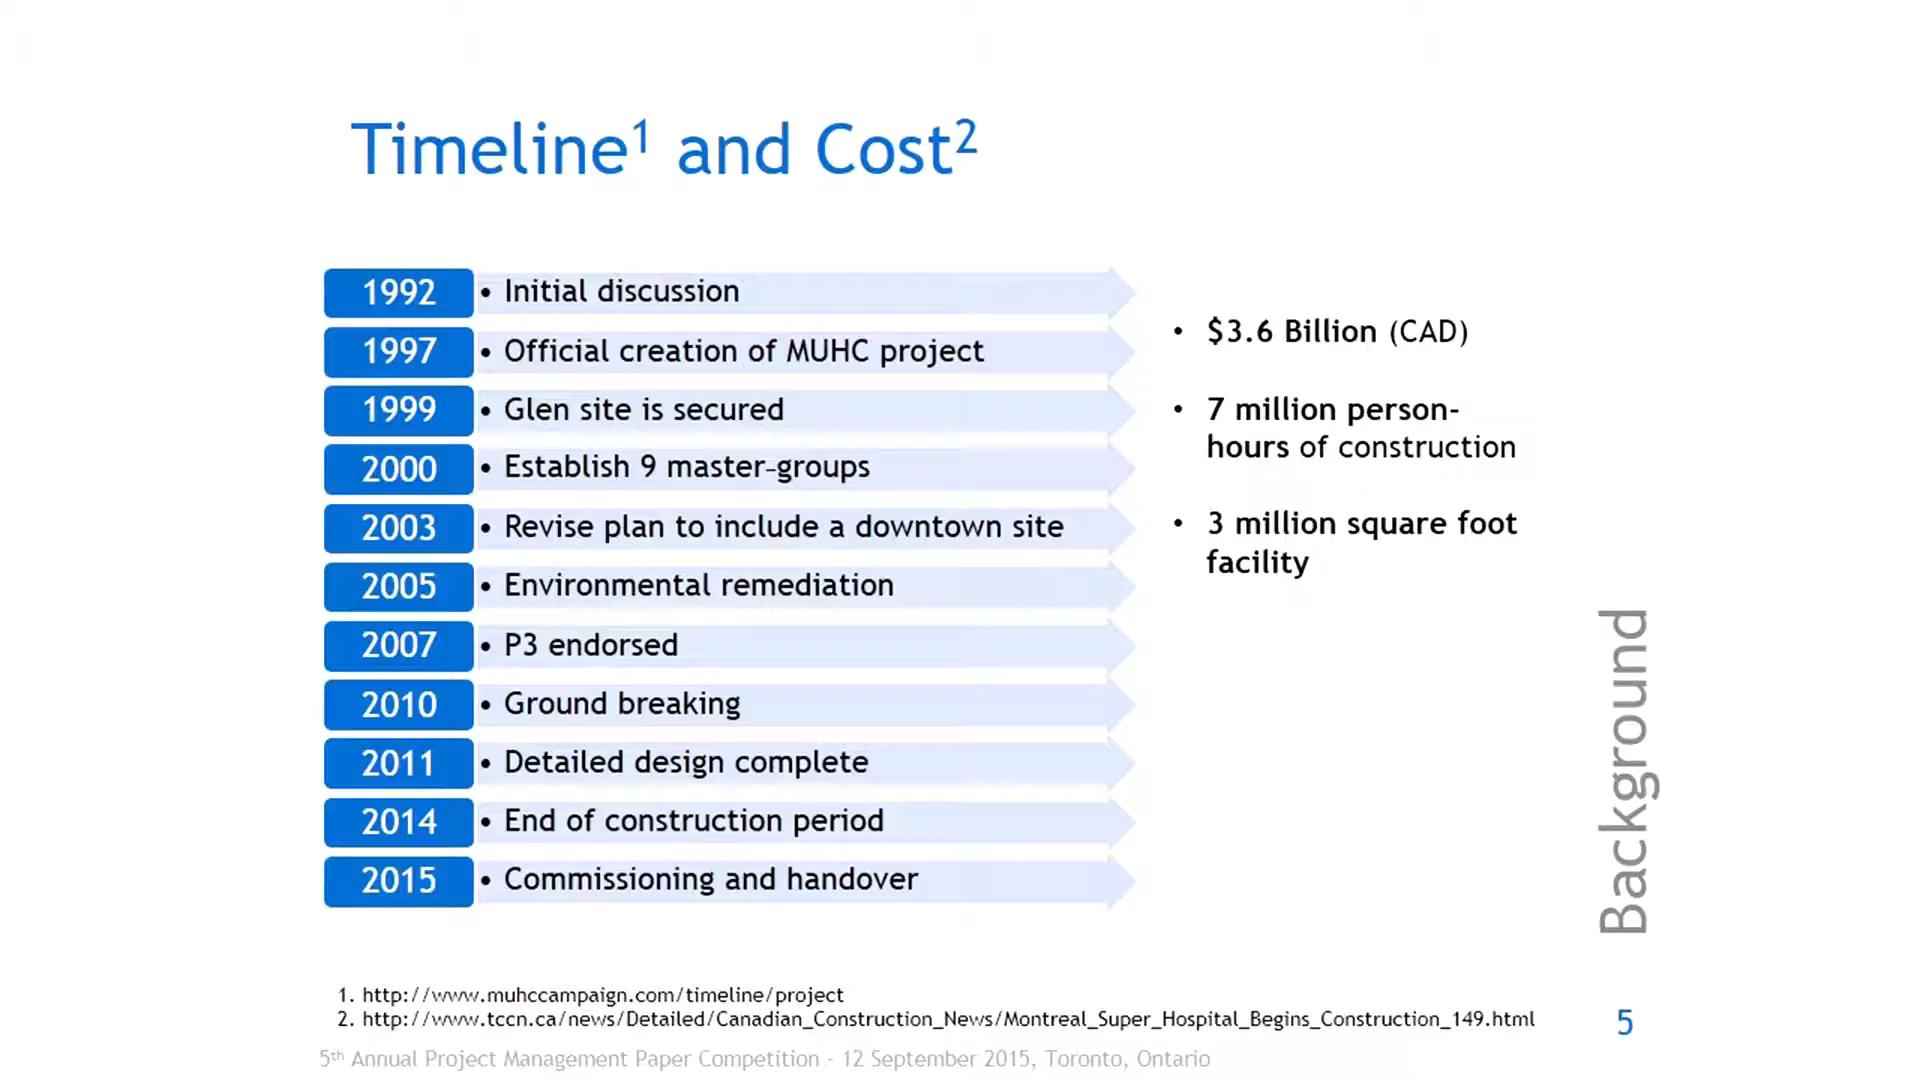 Timeline¹ and Cost²
1992 • Initial discussion
1997 • Official creation of MUHC project
1999 • Glen site is secured
2000 • Establish 9 master-groups
2003 • Revise plan to include a downtown site
2005 • Environmental remediation
2007 • P3 endorsed
2010 • Ground breaking
2011 • Detailed design complete
2014 • End of construction period
2015 • Commissioning and handover
• $3.6 Billion (CAD)
• 7 million person-
hours of construction
• 3 million square foot
facility
Background
1. http://www.muhccampaign.com/timeline/project
2. http://www.tccn.ca/news/Detailed/Canadian_Construction_News/Montreal_Super_Hospital_Begins_Construction_149.html
5
5th Annual Project Management Paper Competition - 12 September 2015, Toronto, Ontario